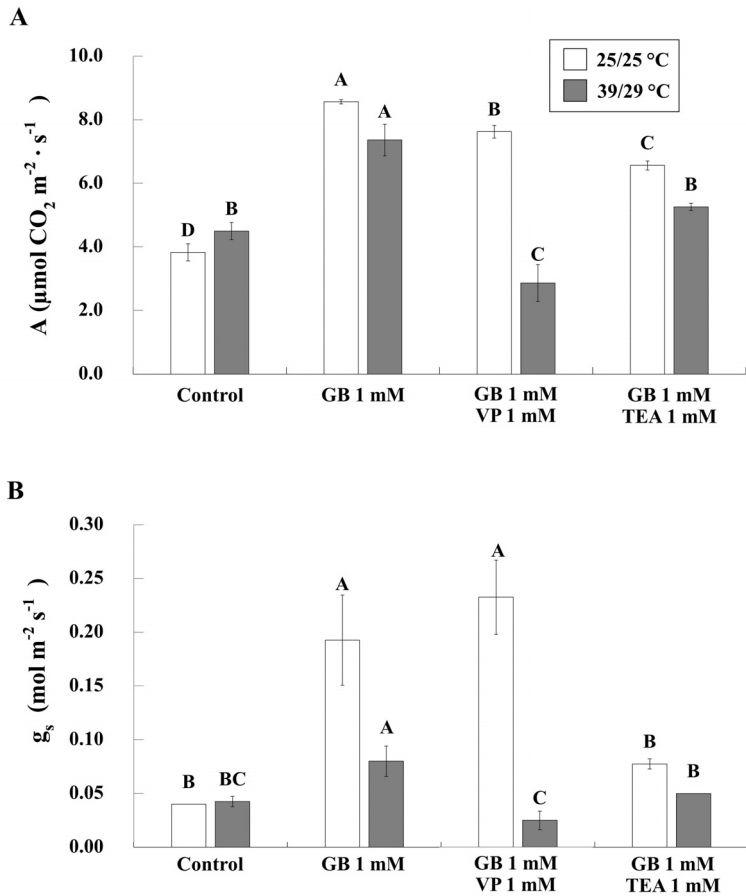 A
A (µmol CO2 m-2 · s-1)
10.0
8.0
6.0
4.0
2.0
0.0
25/25 °C
39/29 °C
D
B
A
A
B
C
C
B
Control
GB 1 mM
GB 1 mM
VP 1 mM
GB 1 mM
TEA 1 mM
B
gs (mol m-2 s-1)
0.30
0.25
0.20
0.15
0.10
0.05
0.00
B
BC
A
A
A
C
B
B
Control
GB 1 mM
GB 1 mM
VP 1 mM
GB 1 mM
TEA 1 mM